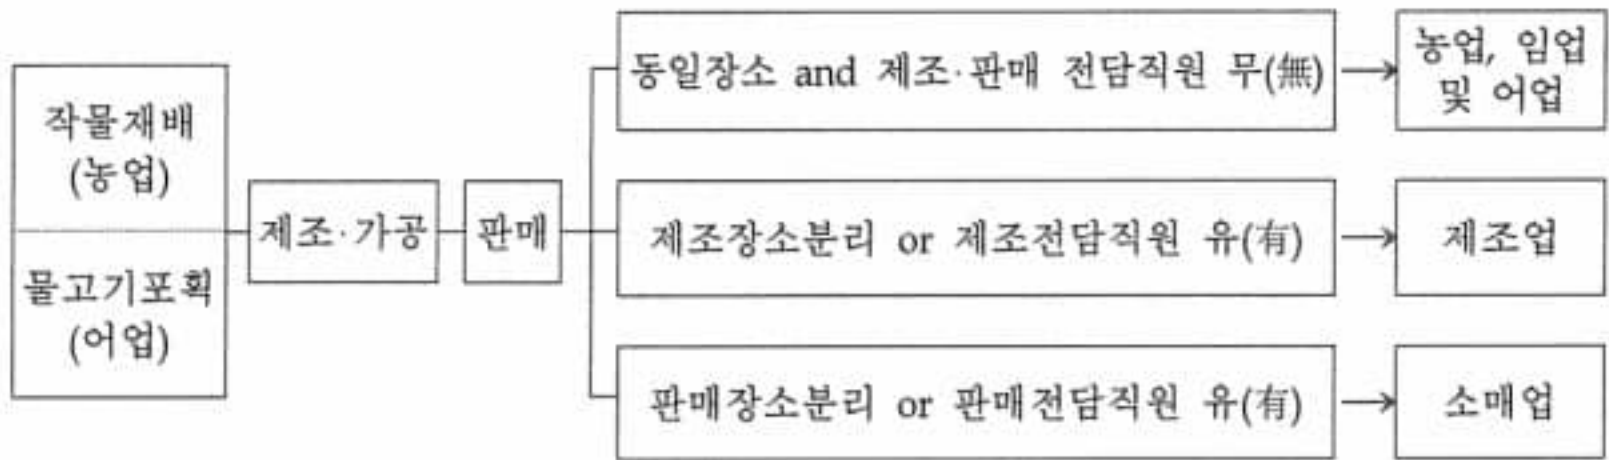 작물재배
(농업)
물고기포획
(어업)
제조·가공
판매
동일장소 and 제조·판매 전담직원 무(無)
농업, 임업
및 어업
제조장소분리 or 제조전담직원 유(有)
제조업
판매장소분리 or 판매전담직원 유(有)
소매업